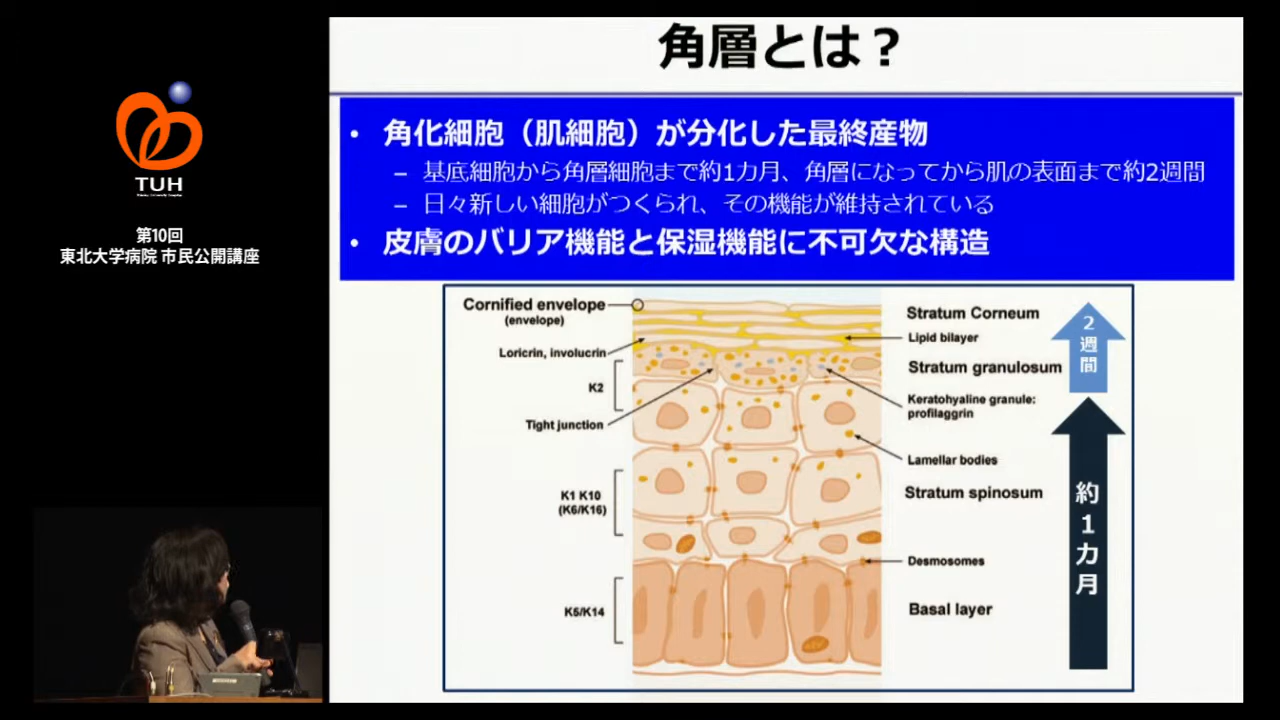 TUH
第10回
東北大学病院 市民公開講座
角層とは？
• 角化細胞（肌細胞）が分化した最終産物
– 基底細胞から角層細胞まで約1カ月、角層になってから肌の表面まで約2週間
– 日々新しい細胞がつくられ、その機能が維持されている
• 皮膚のバリア機能と保湿機能に不可欠な構造
Cornified envelope
(envelope)
Loricrin, involucrin
K2
Tight junction
K1 K10
(K6/K16)
K5/K14
Stratum Corneum
Lipid bilayer
Stratum granulosum
Keratohyaline granule:
profilaggrin
Lamellar bodies
Stratum spinosum
Desmosomes
Basal layer
2週間
約1カ月